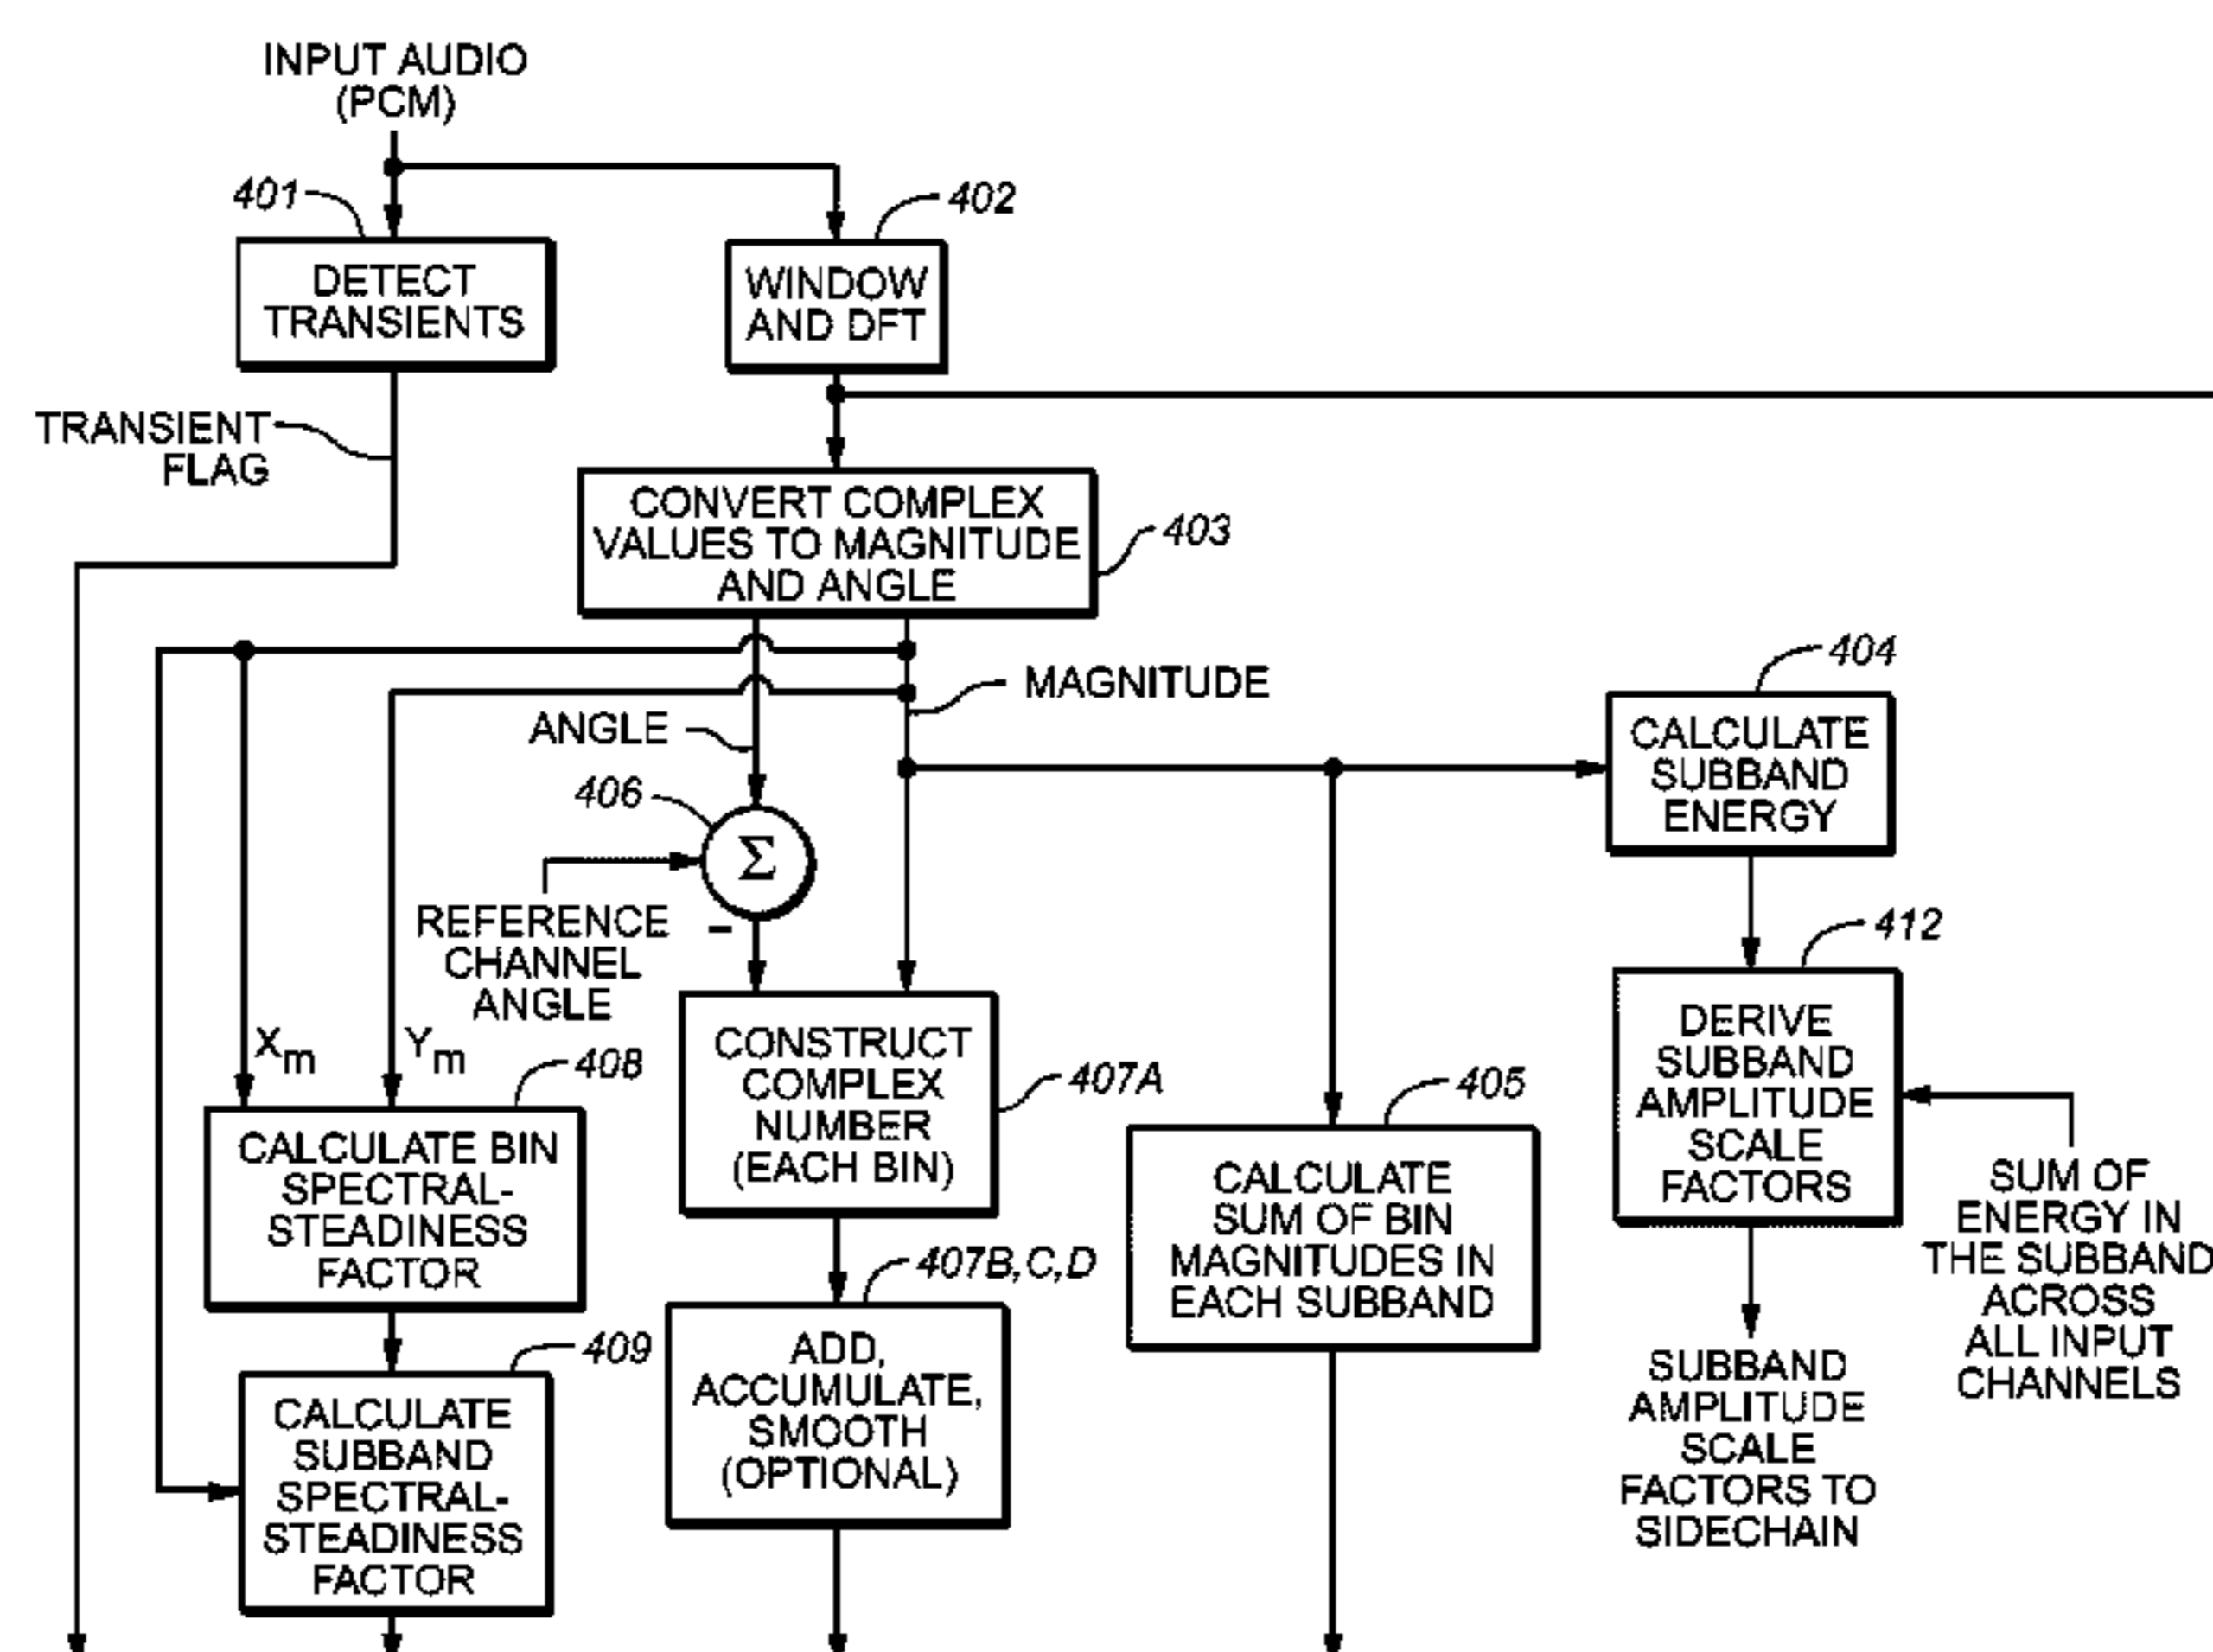 INPUT AUDIO
(PCM)
401
402
DETECT
TRANSIENTS
WINDOW
AND DFT
TRANSIENT
FLAG
CONVERT COMPLEX
VALUES TO MAGNITUDE
AND ANGLE
403
MAGNITUDE
ANGLE
404
CALCULATE
SUBBAND
ENERGY
406
Σ
REFERENCE
CHANNEL
ANGLE
-
412
DERIVE
SUBBAND
AMPLITUDE
SCALE
FACTORS
Xm
Ym
408
CALCULATE BIN
SPECTRAL-
STEADINESS
FACTOR
CONSTRUCT
COMPLEX
NUMBER
(EACH BIN)
407A
405
CALCULATE
SUM OF BIN
MAGNITUDES IN
EACH SUBBAND
SUM OF
ENERGY IN
THE SUBBAND
ACROSS
ALL INPUT
CHANNELS
409
CALCULATE
SUBBAND
SPECTRAL-
STEADINESS
FACTOR
407B,C,D
ADD,
ACCUMULATE,
SMOOTH
(OPTIONAL)
SUBBAND
AMPLITUDE
SCALE
FACTORS TO
SIDECHAIN